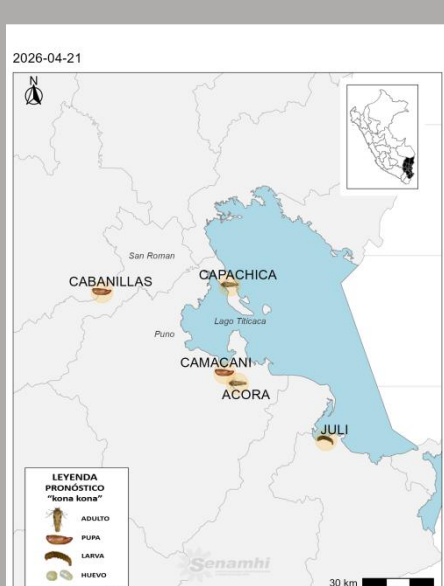 2026-04-21
N
San Roman
CABANILLAS
CAPACHICA
Lago Titicaca
Puno
CAMACANI
ACORA
JULI
LEYENDA
PRONÓSTICO
"kona kona"
ADULTO
PUPA
LARVA
HUEVO
Senamhi
30 km